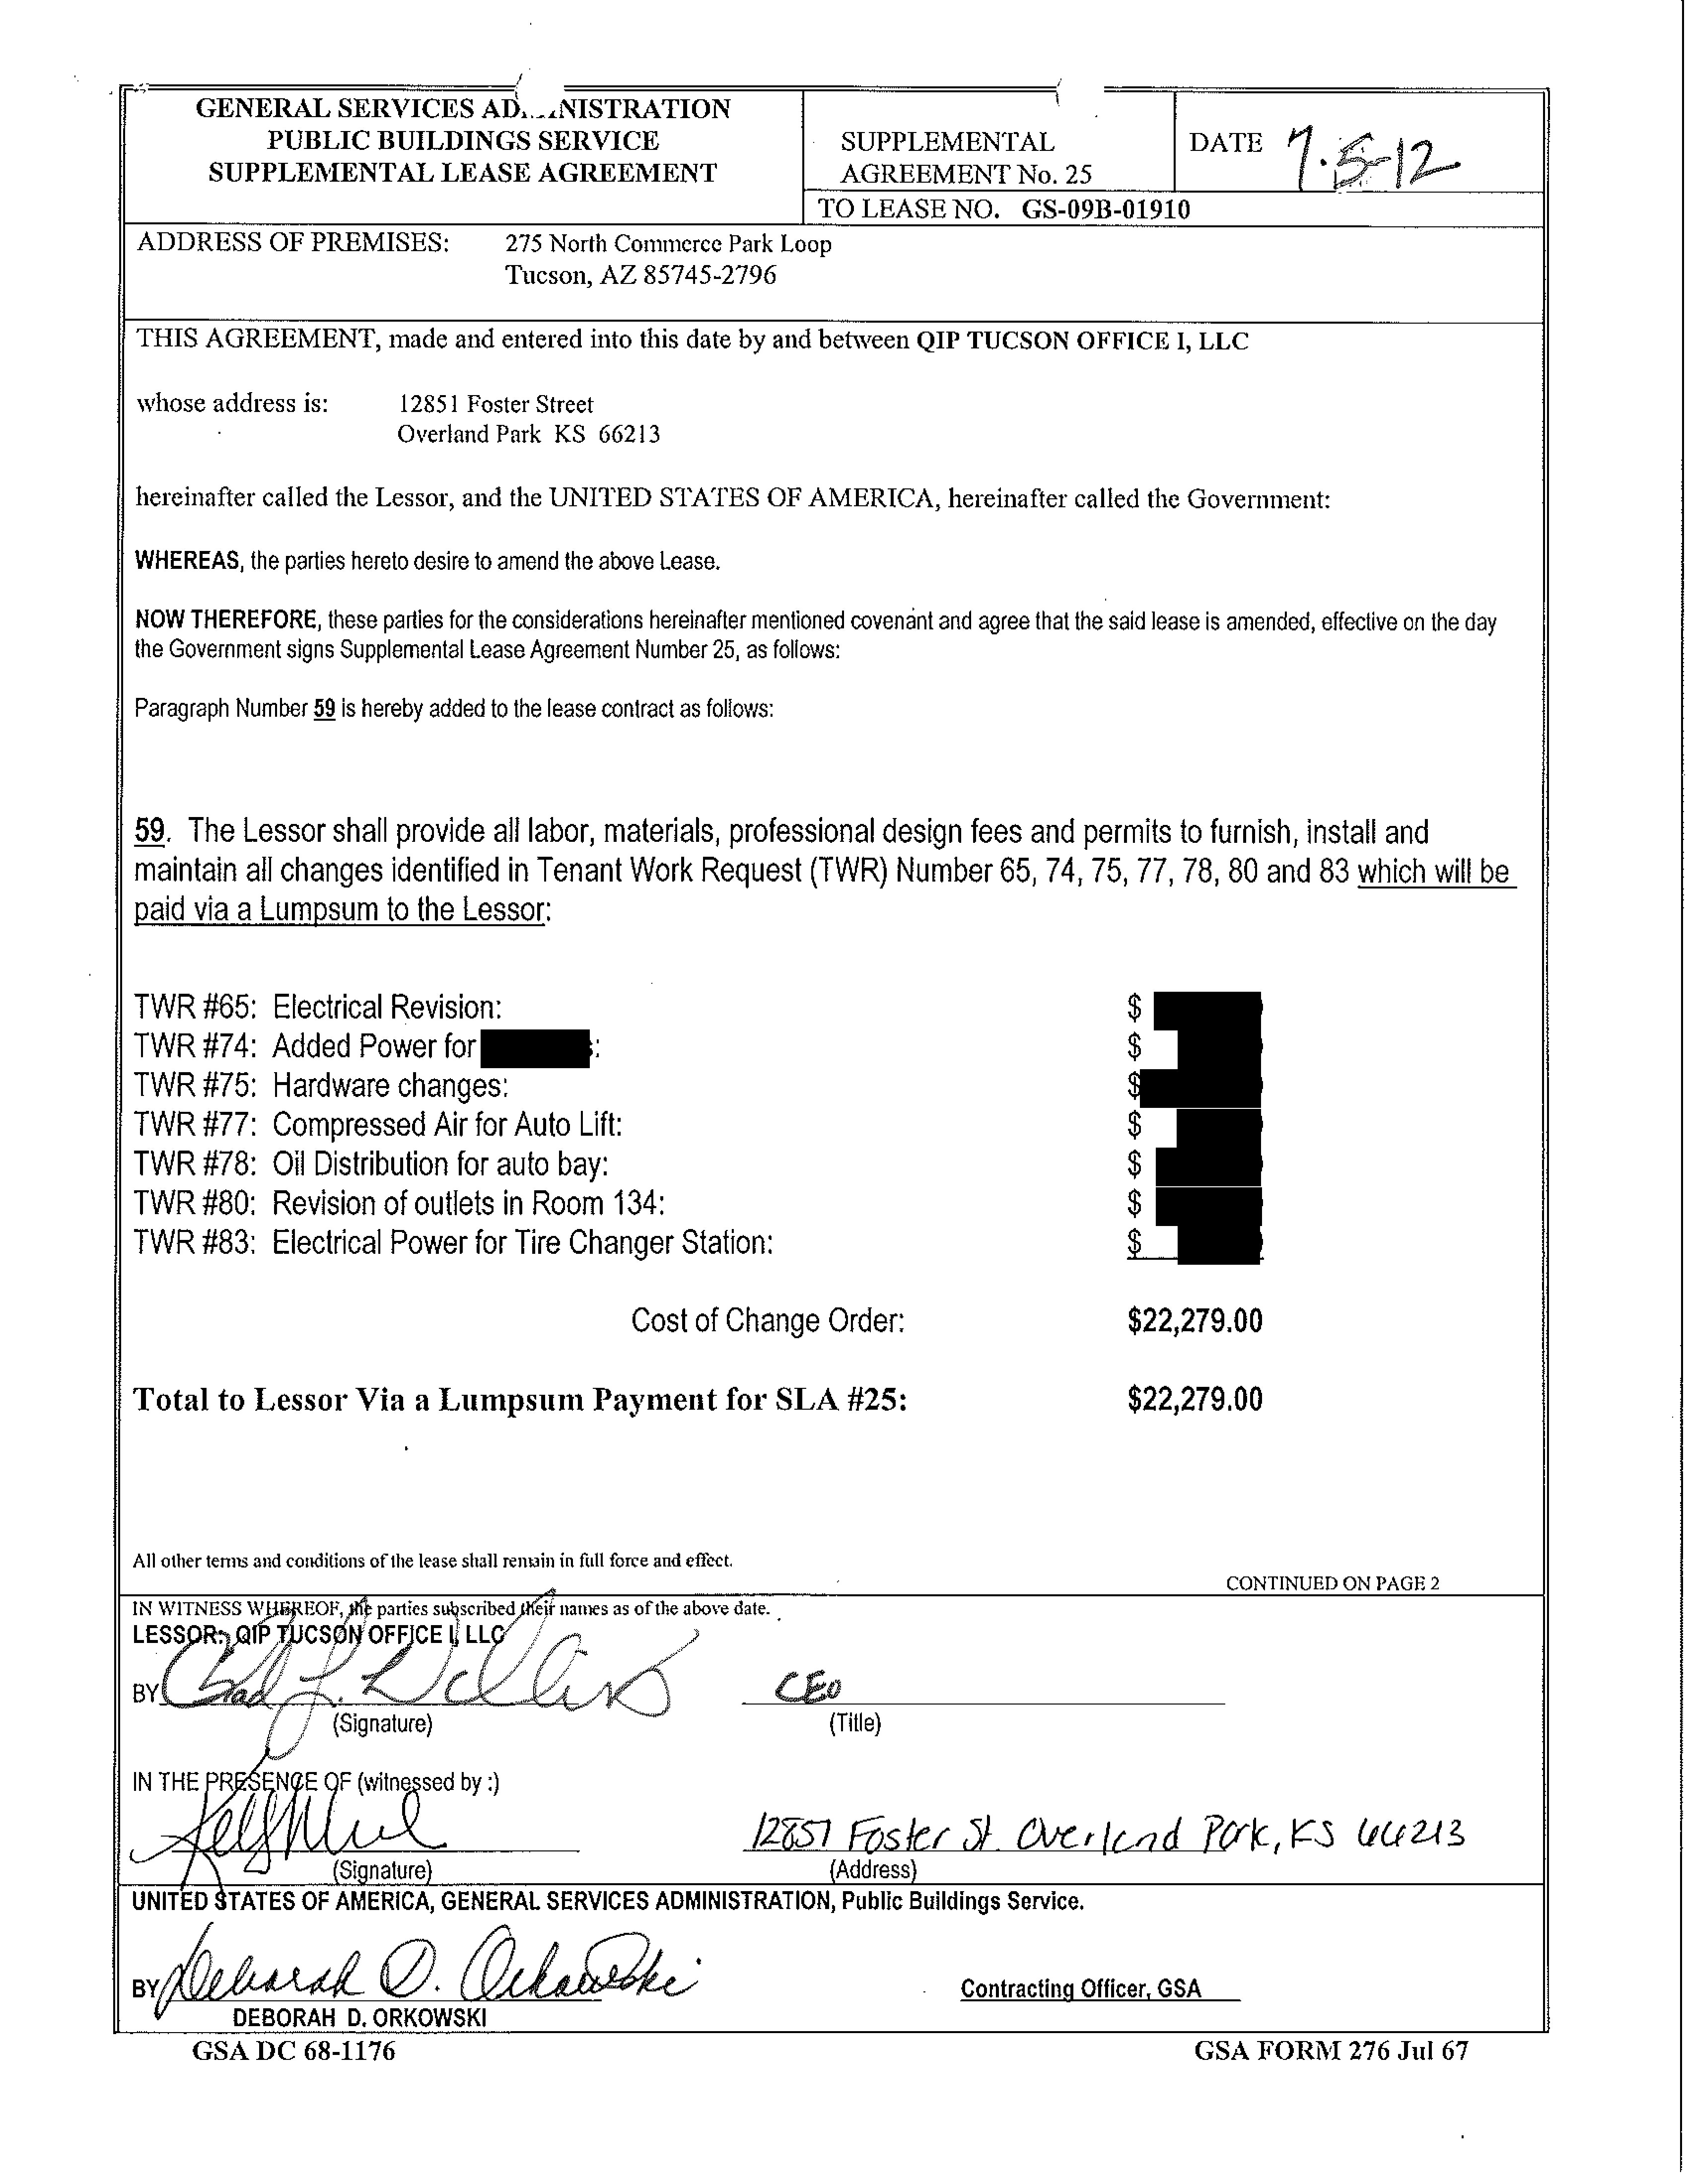 GENERAL SERVICES AD...NISTRATION
PUBLIC BUILDINGS SERVICE
SUPPLEMENTAL LEASE AGREEMENT
SUPPLEMENTAL
AGREEMENT No. 25
DATE 7-5-12
TO LEASE NO. GS-09B-01910
ADDRESS OF PREMISES: 275 North Commerce Park Loop
Tucson, AZ 85745-2796
THIS AGREEMENT, made and entered into this date by and between QIP TUCSON OFFICE I, LLC
whose address is: 12851 Foster Street
Overland Park KS 66213
hereinafter called the Lessor, and the UNITED STATES OF AMERICA, hereinafter called the Government:
WHEREAS, the parties hereto desire to amend the above Lease.
NOW THEREFORE, these parties for the considerations hereinafter mentioned covenant and agree that the said lease is amended, effective on the day
the Government signs Supplemental Lease Agreement Number 25, as follows:
Paragraph Number 59 is hereby added to the lease contract as follows:
59. The Lessor shall provide all labor, materials, professional design fees and permits to furnish, install and
maintain all changes identified in Tenant Work Request (TWR) Number 65, 74, 75, 77, 78, 80 and 83 which will be
paid via a Lumpsum to the Lessor:
TWR #65: Electrical Revision: $
TWR #74: Added Power for : $
TWR #75: Hardware changes: $
TWR #77: Compressed Air for Auto Lift: $
TWR #78: Oil Distribution for auto bay: $
TWR #80: Revision of outlets in Room 134: $
TWR #83: Electrical Power for Tire Changer Station: $
Cost of Change Order: $22,279.00
Total to Lessor Via a Lumpsum Payment for SLA #25: $22,279.00
All other terms and conditions of the lease shall remain in full force and effect.
CONTINUED ON PAGE 2
IN WITNESS WHEREOF, the parties subscribed their names as of the above date.
LESSOR: QIP TUCSON OFFICE I, LLC
BY CEO
(Signature) (Title)
IN THE PRESENCE OF (witnessed by :)
12851 Foster St. Overland Park, KS 66213
(Signature) (Address)
UNITED STATES OF AMERICA, GENERAL SERVICES ADMINISTRATION, Public Buildings Service.
BY Deborah D. Orkowski Contracting Officer, GSA
DEBORAH D. ORKOWSKI
GSA DC 68-1176 GSA FORM 276 Jul 67